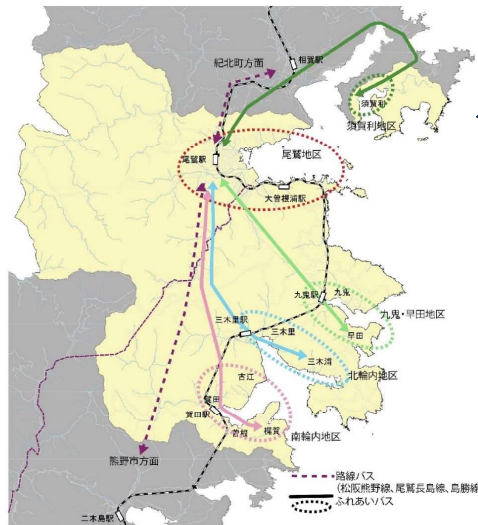 紀北町方面
相賀駅
須賀利
須賀利地区
尾鷲駅
尾鷲地区
大曽根浦駅
九鬼駅
九鬼
九鬼・早田地区
早田
三木里駅
三木里
三木浦
北輪内地区
古江
賀田
賀田駅
曽根
梶賀
南輪内地区
熊野市方面
二木島駅
路線バス
(松阪熊野線、尾鷲長島線、島勝線
ふれあいバス